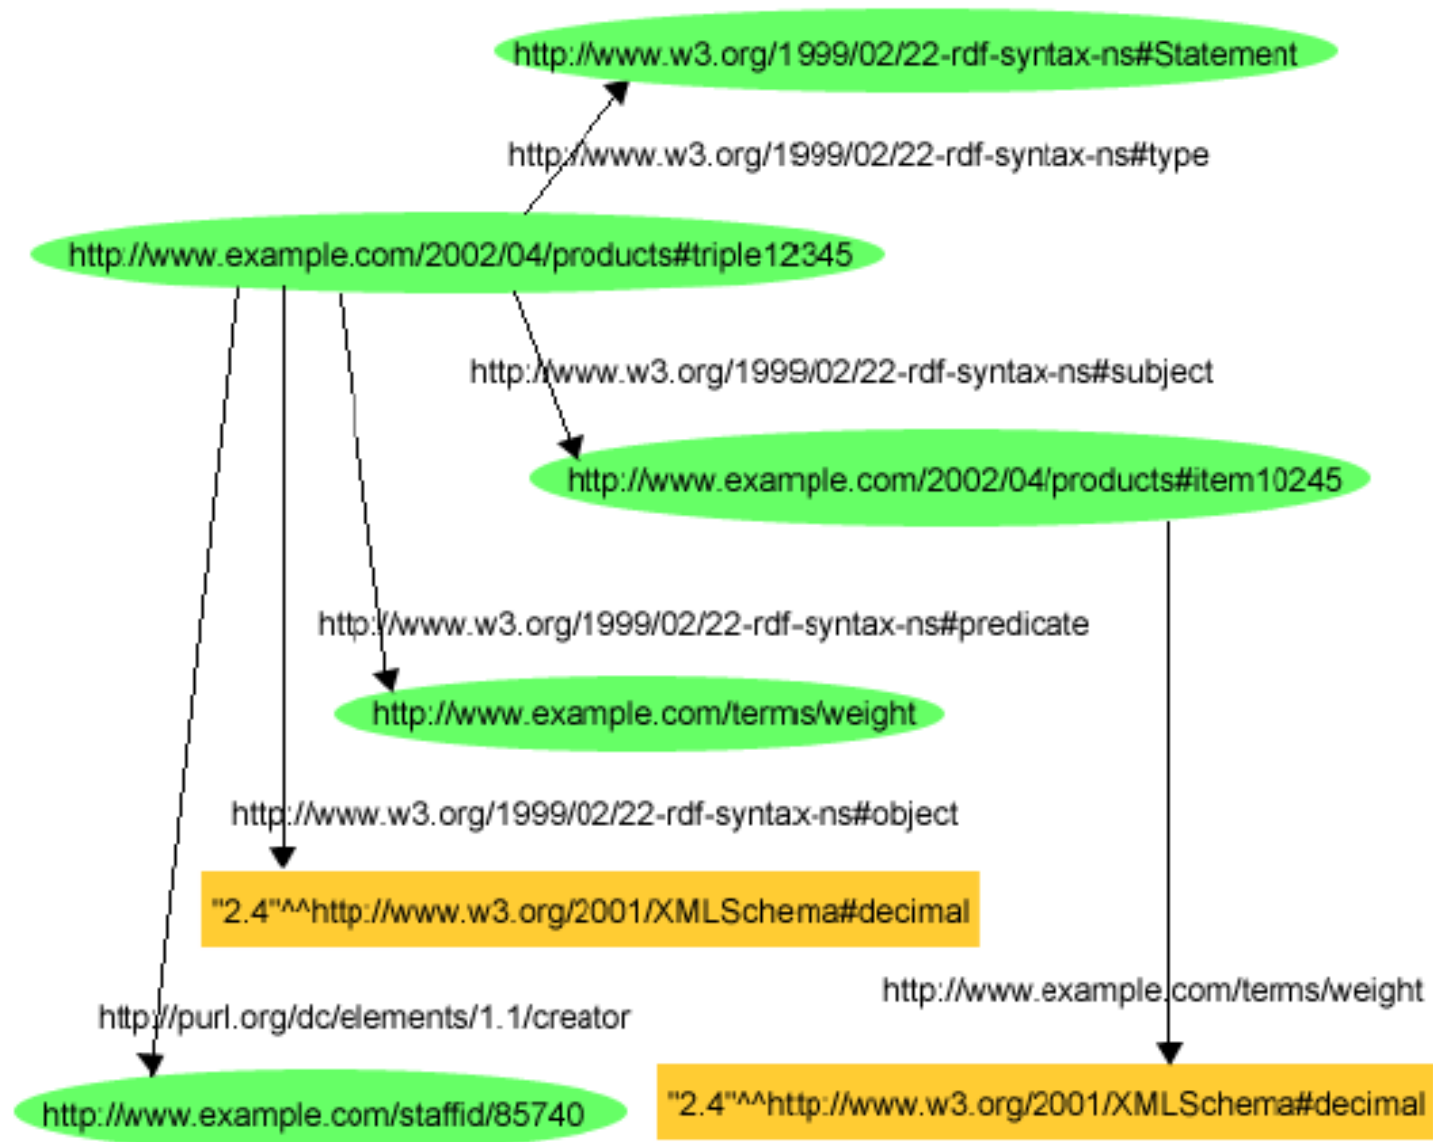 http://www.w3.org/1999/02/22-rdf-syntax-ns#Statement
http://www.w3.org/1999/02/22-rdf-syntax-ns#type
http://www.example.com/2002/04/products#triple12345
http://www.w3.org/1999/02/22-rdf-syntax-ns#subject
http://www.example.com/2002/04/products#item10245
http://www.w3.org/1999/02/22-rdf-syntax-ns#predicate
http://www.example.com/terms/weight
http://www.w3.org/1999/02/22-rdf-syntax-ns#object
"2.4"^^http://www.w3.org/2001/XMLSchema#decimal
http://www.example.com/terms/weight
http://purl.org/dc/elements/1.1/creator
"2.4"^^http://www.w3.org/2001/XMLSchema#decimal
http://www.example.com/staffid/85740